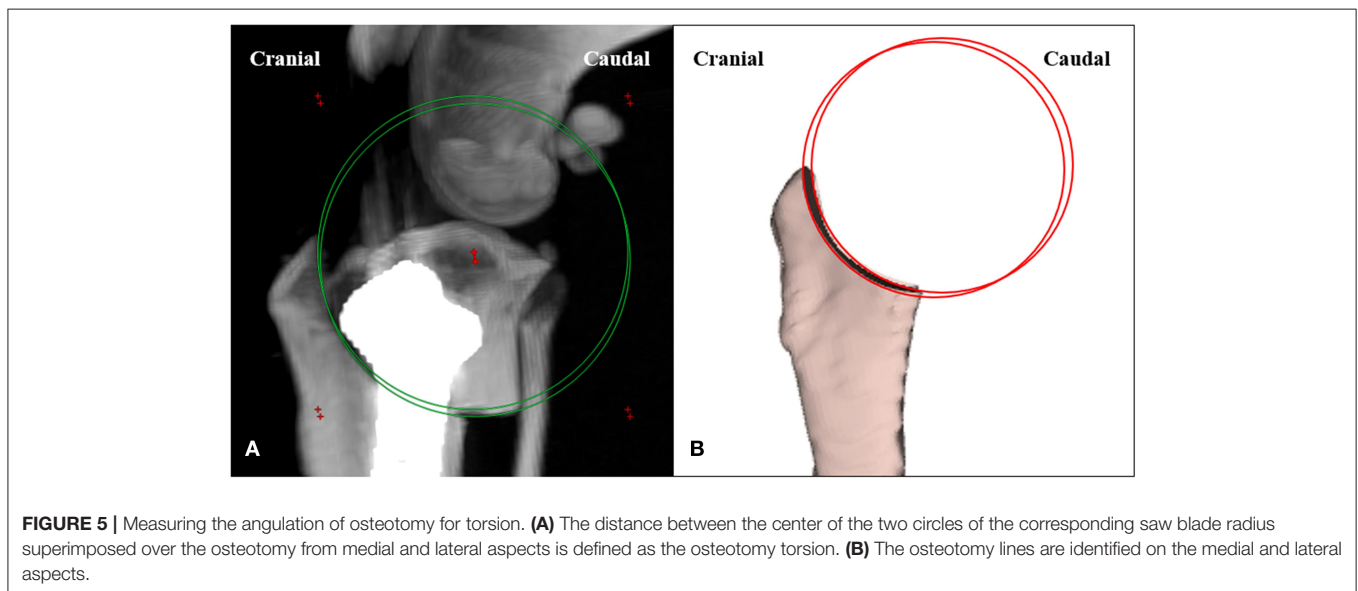 Cranial
Caudal
Cranial
Caudal
A
B
FIGURE 5 | Measuring the angulation of osteotomy for torsion. (A) The distance between the center of the two circles of the corresponding saw blade radius
superimposed over the osteotomy from medial and lateral aspects is defined as the osteotomy torsion. (B) The osteotomy lines are identified on the medial and lateral
aspects.